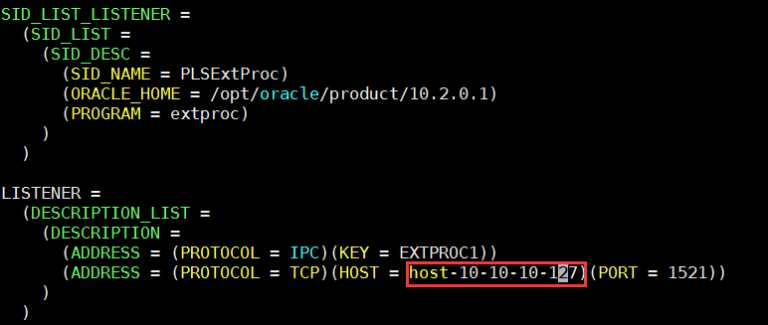 SID_LIST_LISTENER =
  (SID_LIST =
    (SID_DESC =
      (SID_NAME = PLSExtProc)
      (ORACLE_HOME = /opt/oracle/product/10.2.0.1)
      (PROGRAM = extproc)
    )
  )
LISTENER =
  (DESCRIPTION_LIST =
    (DESCRIPTION =
      (ADDRESS = (PROTOCOL = IPC)(KEY = EXTPROC1))
      (ADDRESS = (PROTOCOL = TCP)(HOST = host-10-10-10-127)(PORT = 1521))
    )
  )